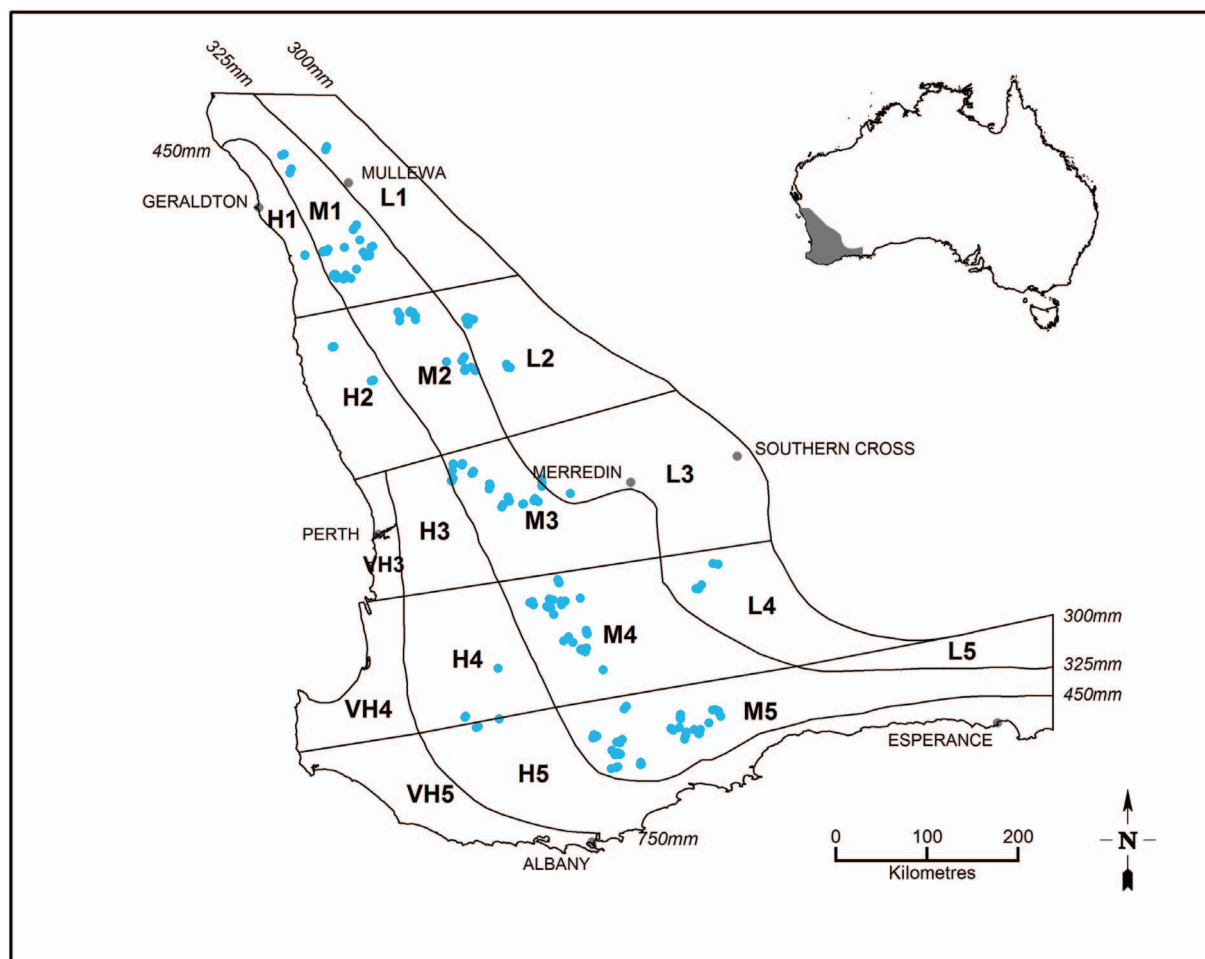 325mm
300mm
450mm
MULLEWA
GERALDTON
H1
M1
L1
H2
M2
L2
SOUTHERN CROSS
MERREDIN
L3
PERTH
H3
M3
VH3
L4
M4
300mm
H4
L5
325mm
VH4
M5
450mm
ESPERANCE
H5
VH5
750mm
ALBANY
0 100 200
Kilometres
N